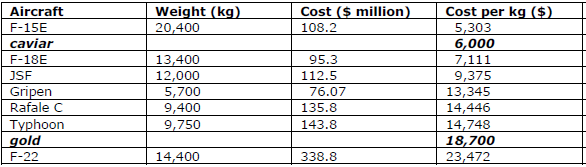 Aircraft Weight (kg) Cost ($ million) Cost per kg ($)
F-15E 20,400 108.2 5,303
caviar 6,000
F-18E 13,400 95.3 7,111
JSF 12,000 112.5 9,375
Gripen 5,700 76.07 13,345
Rafale C 9,400 135.8 14,446
Typhoon 9,750 143.8 14,748
gold 18,700
F-22 14,400 338.8 23,472